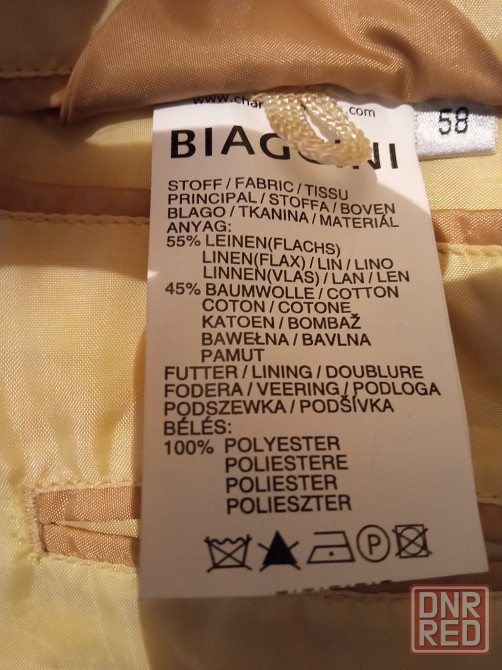 58
BIAGGINI
STOFF / FABRIC / TISSU
PRINCIPAL / STOFFA / BOVEN
BLAGO / TKANINA / MATERIÁL
ANYAG:
55% LEINEN(FLACHS)
LINEN(FLAX) / LIN / LINO
LINNEN(VLAS) / LAN / LEN
45% BAUMWOLLE / COTTON
COTON / COTONE
KATOEN / BOMBAŽ
BAWEŁNA / BAVLNA
PAMUT
FUTTER / LINING / DOUBLURE
FODERA / VEERING / PODLOGA
PODSZEWKA / PODŠÍVKA
BÉLÉS:
100% POLYESTER
POLIESTERE
POLIESTER
POLIESZTER
P
DNR
RED